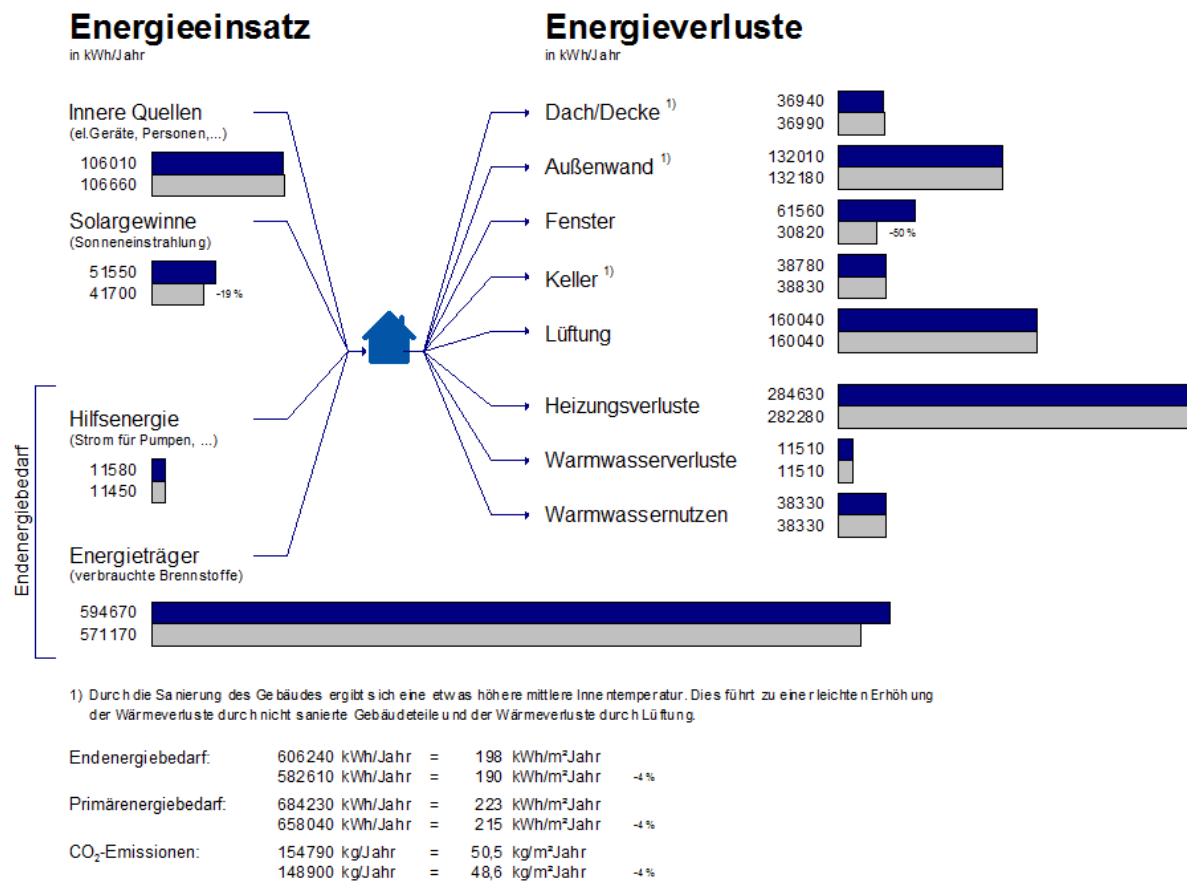 Energieeinsatz
in kWh/Jahr
Innere Quellen
(el.Geräte, Personen,...)
106010
106660
Solargewinne
(Sonneneinstrahlung)
51550
41700 -19%
Endenergiebedarf
Hilfsenergie
(Strom für Pumpen, ...)
11580
11450
Energieträger
(verbrauchte Brennstoffe)
594670
571170
Energieverluste
in kWh/Jahr
Dach/Decke 1)
36940
36990
Außenwand 1)
132010
132180
Fenster
61560
30820 -50%
Keller 1)
38780
38830
Lüftung
160040
160040
Heizungsverluste
284630
282280
Warmwasserverluste
11510
11510
Warmwassernutzen
38330
38330
1) Durch die Sanierung des Gebäudes ergibt sich eine etwas höhere mittlere Innentemperatur. Dies führt zu einer leichten Erhöhung
der Wärmeverluste durch nicht sanierte Gebäudeteile und der Wärmeverluste durch Lüftung.
Endenergiebedarf: 606240 kWh/Jahr = 198 kWh/m²Jahr
582610 kWh/Jahr = 190 kWh/m²Jahr -4%
Primärenergiebedarf: 684230 kWh/Jahr = 223 kWh/m²Jahr
658040 kWh/Jahr = 215 kWh/m²Jahr -4%
CO₂-Emissionen: 154790 kg/Jahr = 50,5 kg/m²Jahr
148900 kg/Jahr = 48,6 kg/m²Jahr -4%